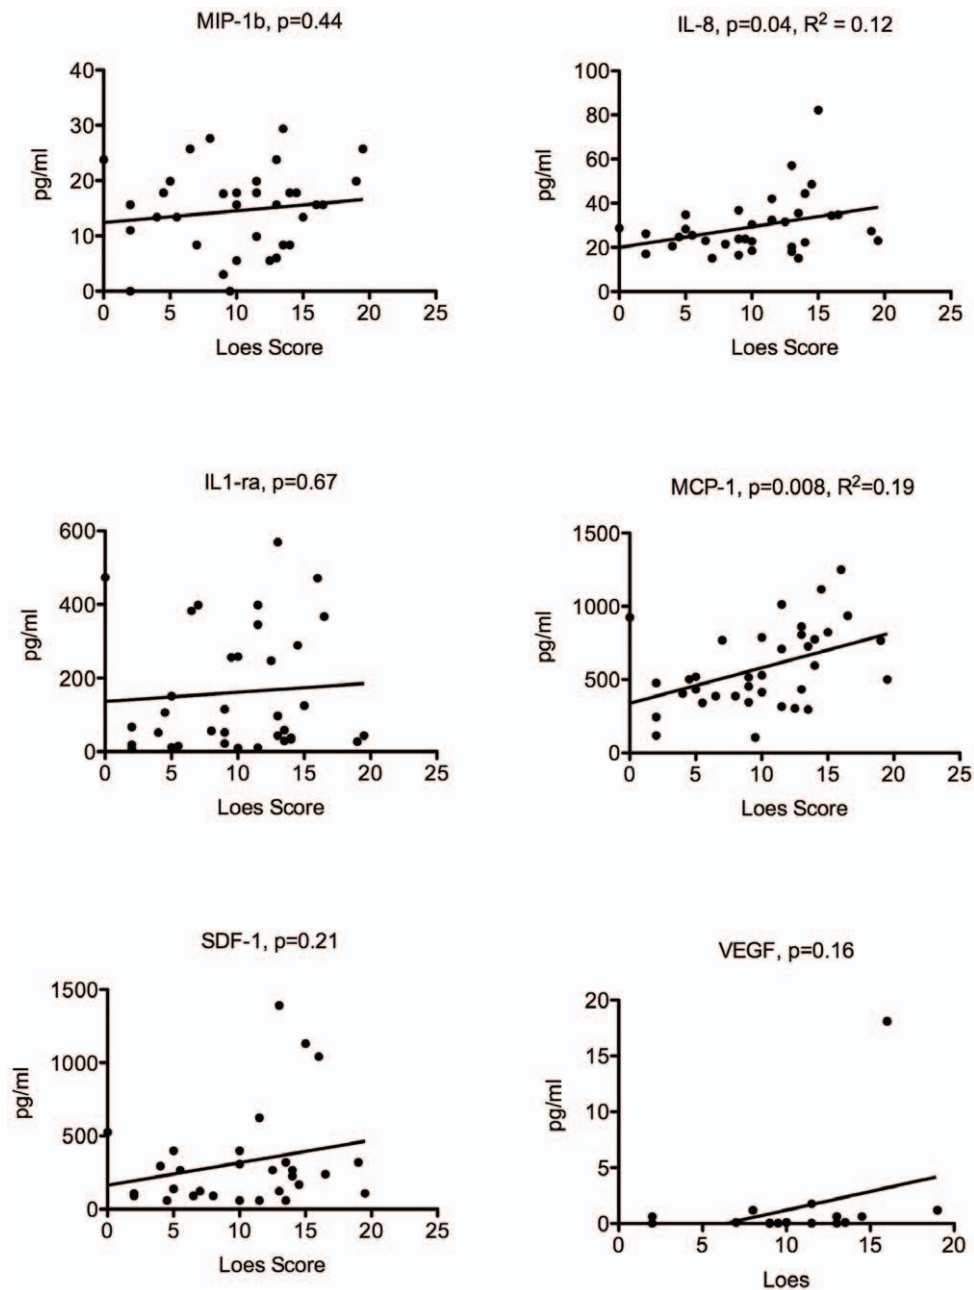 MIP-1b, p=0.44
40
30
20
10
0
pg/ml
0 5 10 15 20 25
Loes Score
IL-8, p=0.04, R² = 0.12
100
80
60
40
20
0
pg/ml
0 5 10 15 20 25
Loes Score
IL1-ra, p=0.67
600
400
200
0
pg/ml
0 5 10 15 20 25
Loes Score
MCP-1, p=0.008, R²=0.19
1500
1000
500
0
pg/ml
0 5 10 15 20 25
Loes Score
SDF-1, p=0.21
1500
1000
500
0
pg/ml
0 5 10 15 20 25
Loes Score
VEGF, p=0.16
20
15
10
5
0
pg/ml
0 5 10 15 20
Loes